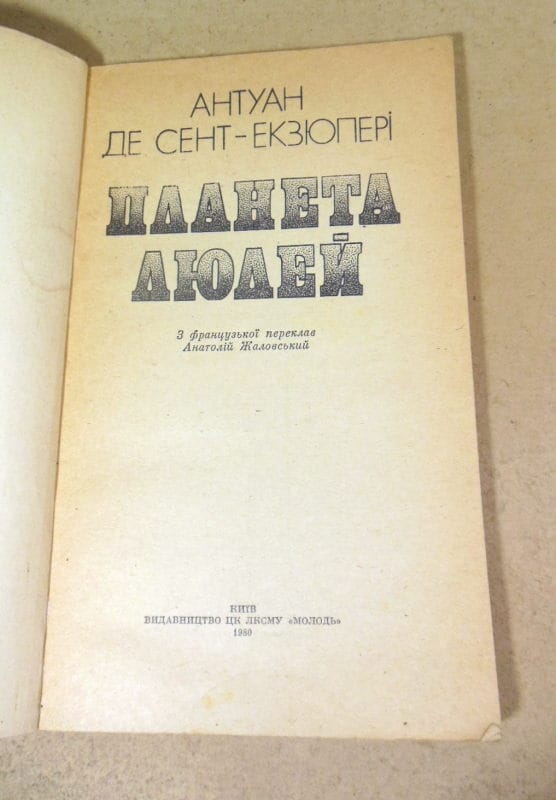 АНТУАН
ДЕ СЕНТ-ЕКЗЮПЕРІ
ПЛАНЕТА
ЛЮДЕЙ
З французької переклав
Анатолій Жаловський
КИЇВ
ВИДАВНИЦТВО ЦК ЛКСМУ «МОЛОДЬ»
1980